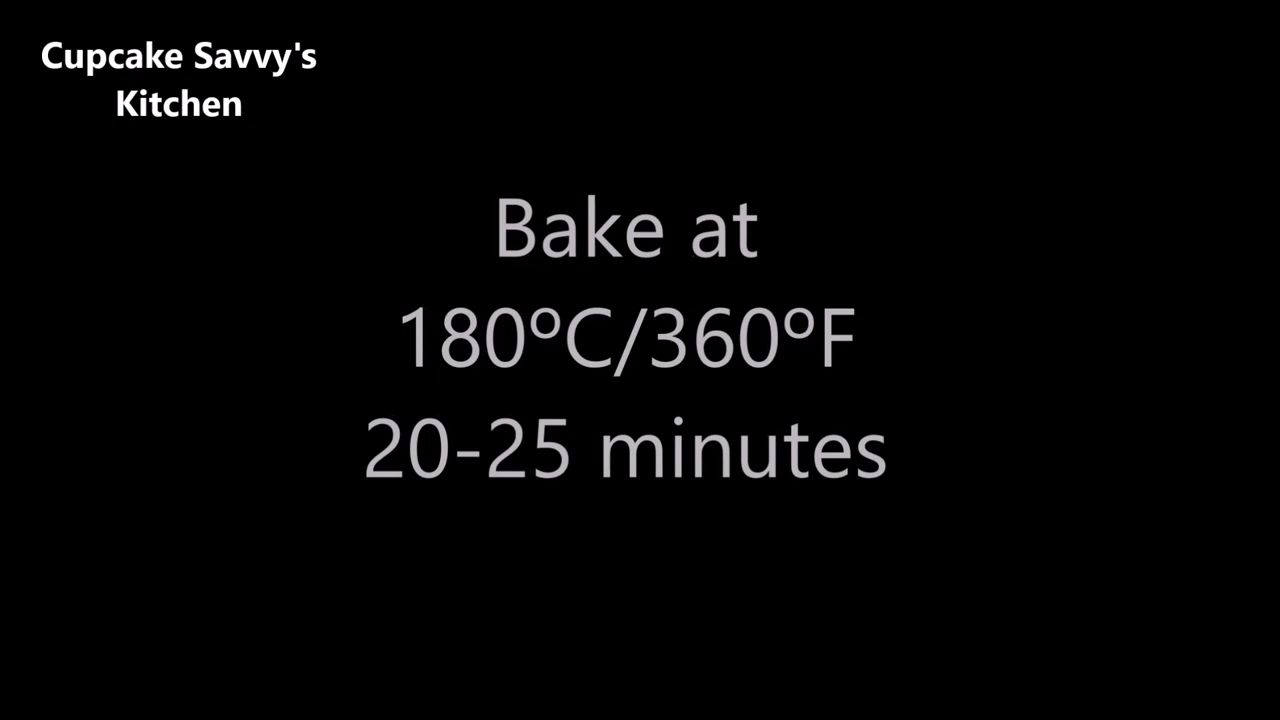 Cupcake Savvy's
Kitchen
Bake at
180ºC/360ºF
20-25 minutes